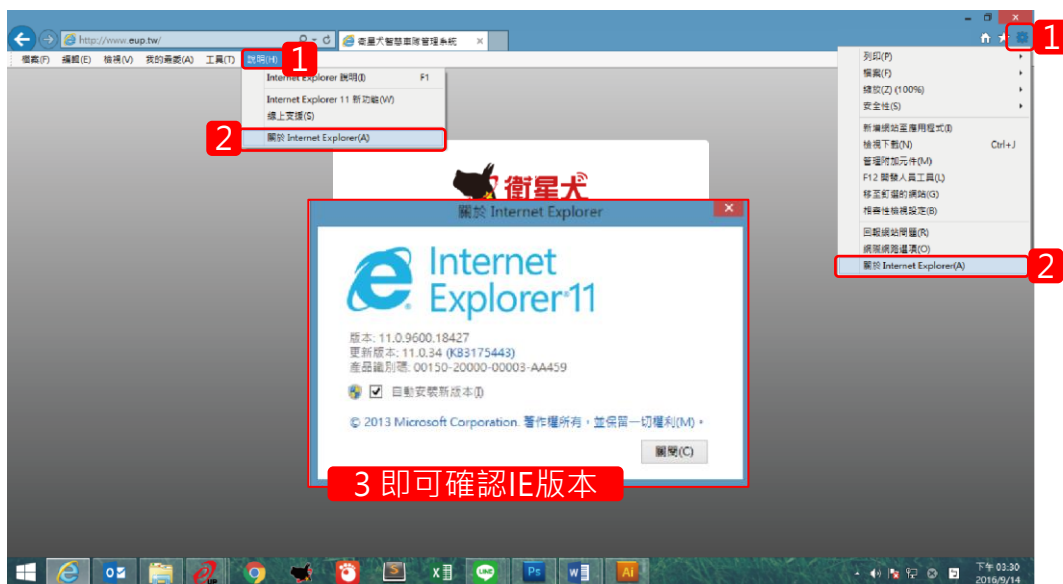 http://www.eup.tw/
衛星犬智慧車隊管理系統
1
檔案(F) 編輯(E) 檢視(V) 我的最愛(A) 工具(T) 說明(H)
1
Internet Explorer 說明(I) F1
Internet Explorer 11 新功能(W)
線上支援(S)
2
關於 Internet Explorer(A)
列印(P)
檔案(F)
縮放(Z) (100%)
安全性(S)
新增網站至應用程式(I)
檢視下載(N) Ctrl+J
管理附加元件(M)
F12 開發人員工具(L)
移至釘選的網站(G)
相容性檢視設定(B)
回報網站問題(R)
網際網路選項(O)
關於 Internet Explorer(A)
2
衛星犬
關於 Internet Explorer
Internet
Explorer 11
版本: 11.0.9600.18427
更新版本: 11.0.34 (KB3175443)
產品識別碼: 00150-20000-00003-AA459
自動安裝新版本(I)
© 2013 Microsoft Corporation. 著作權所有，並保留一切權利(M)。
關閉(C)
3 即可確認IE版本
LINE
Ps
Ai
下午 03:30
2016/9/14